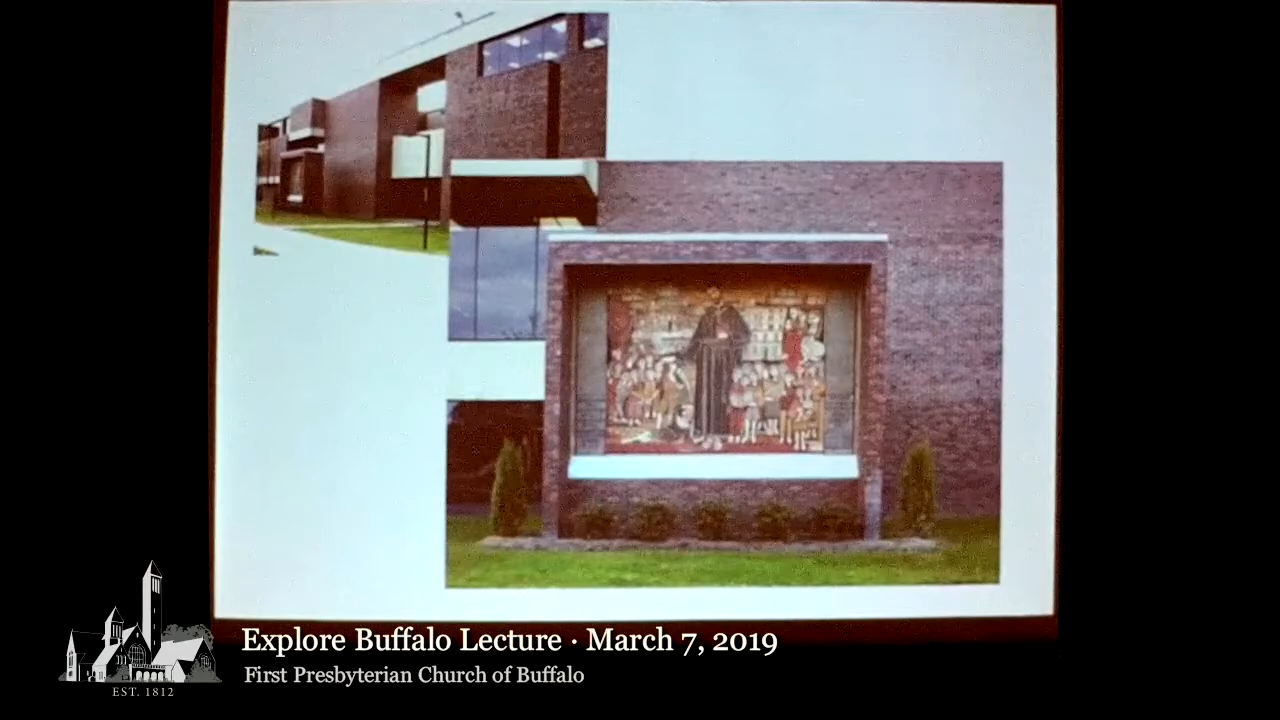 Explore Buffalo Lecture · March 7, 2019
First Presbyterian Church of Buffalo
EST. 1812